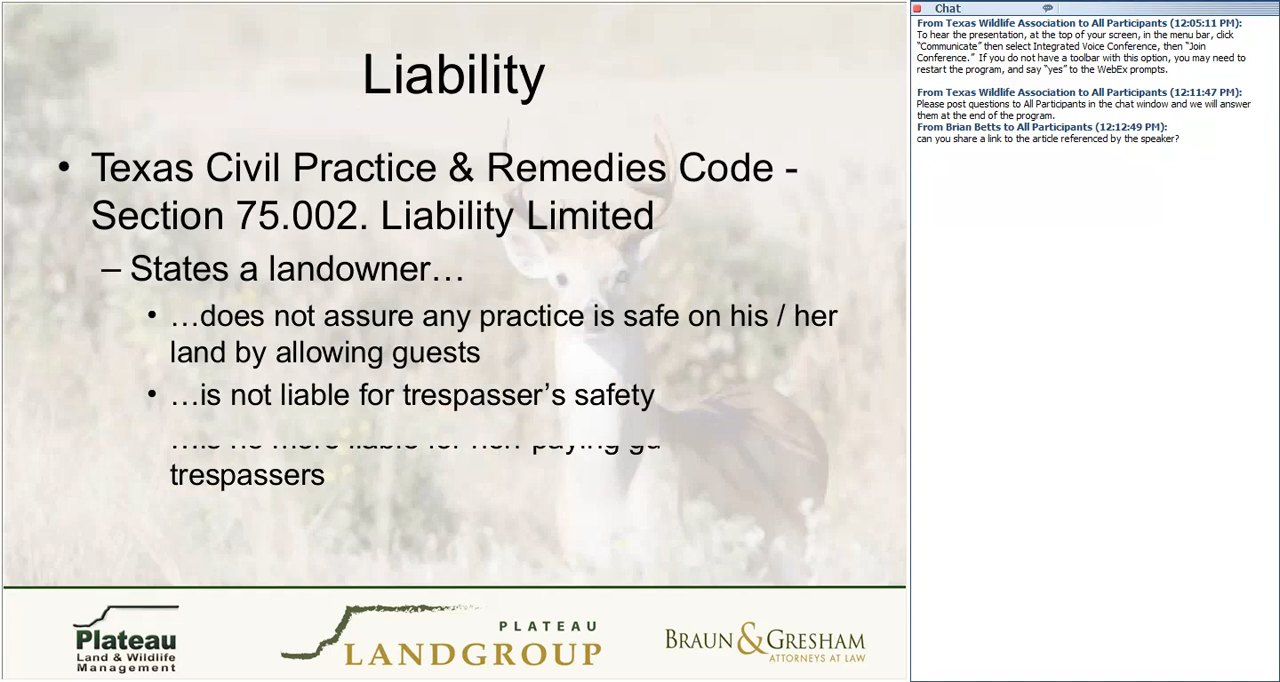 Liability
• Texas Civil Practice & Remedies Code -
Section 75.002. Liability Limited
– States a landowner…
• …does not assure any practice is safe on his / her
land by allowing guests
• …is not liable for trespasser’s safety
…is no more liable for non-paying
trespassers
Plateau
Land & Wildlife
Management
PLATEAU
LANDGROUP
BRAUN & GRESHAM
ATTORNEYS AT LAW
Chat
From Texas Wildlife Association to All Participants (12:05:11 PM):
To hear the presentation, at the top of your screen, in the menu bar, click
“Communicate” then select Integrated Voice Conference, then “Join
Conference.” If you do not have a toolbar with this option, you may need to
restart the program, and say “yes” to the WebEx prompts.
From Texas Wildlife Association to All Participants (12:11:47 PM):
Please post questions to All Participants in the chat window and we will answer
them at the end of the program.
From Brian Betts to All Participants (12:12:49 PM):
can you share a link to the article referenced by the speaker?